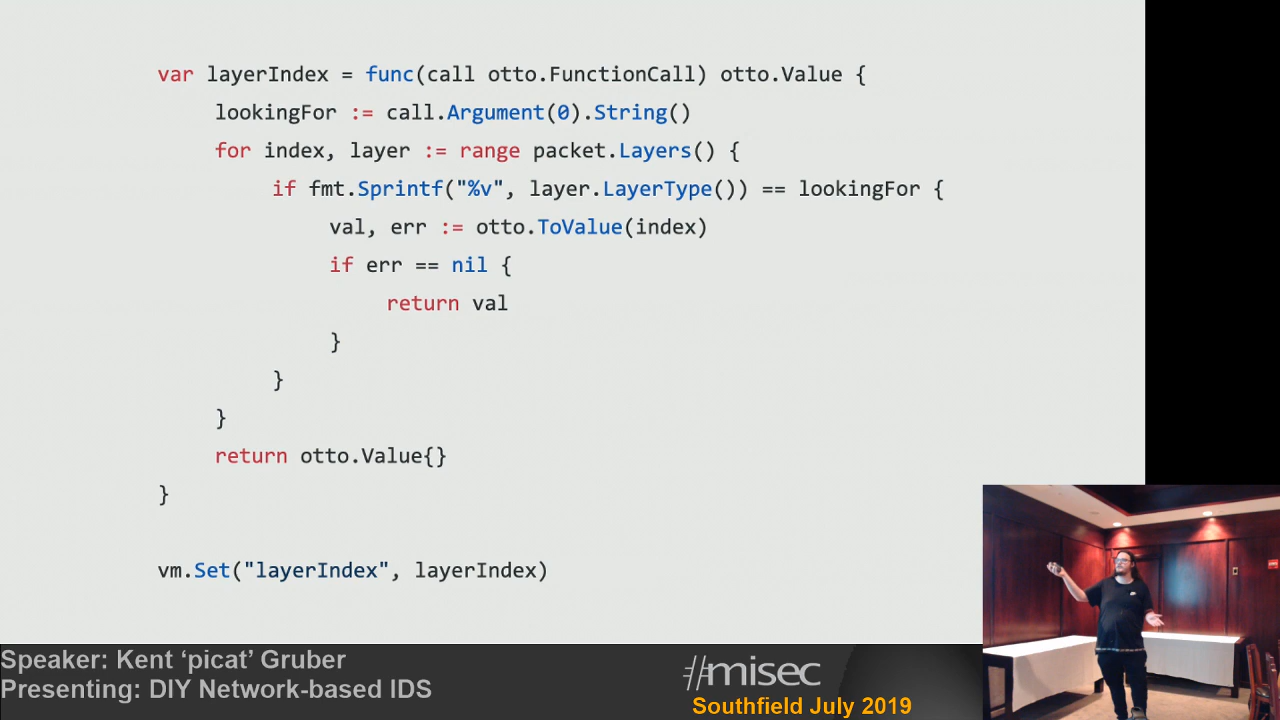 var layerIndex = func(call otto.FunctionCall) otto.Value {
lookingFor := call.Argument(0).String()
for index, layer := range packet.Layers() {
if fmt.Sprintf("%v", layer.LayerType()) == lookingFor {
val, err := otto.ToValue(index)
if err == nil {
return val
}
}
}
return otto.Value{}
}
vm.Set("layerIndex", layerIndex)
Speaker: Kent ‘picat’ Gruber
Presenting: DIY Network-based IDS
#misec
Southfield July 2019